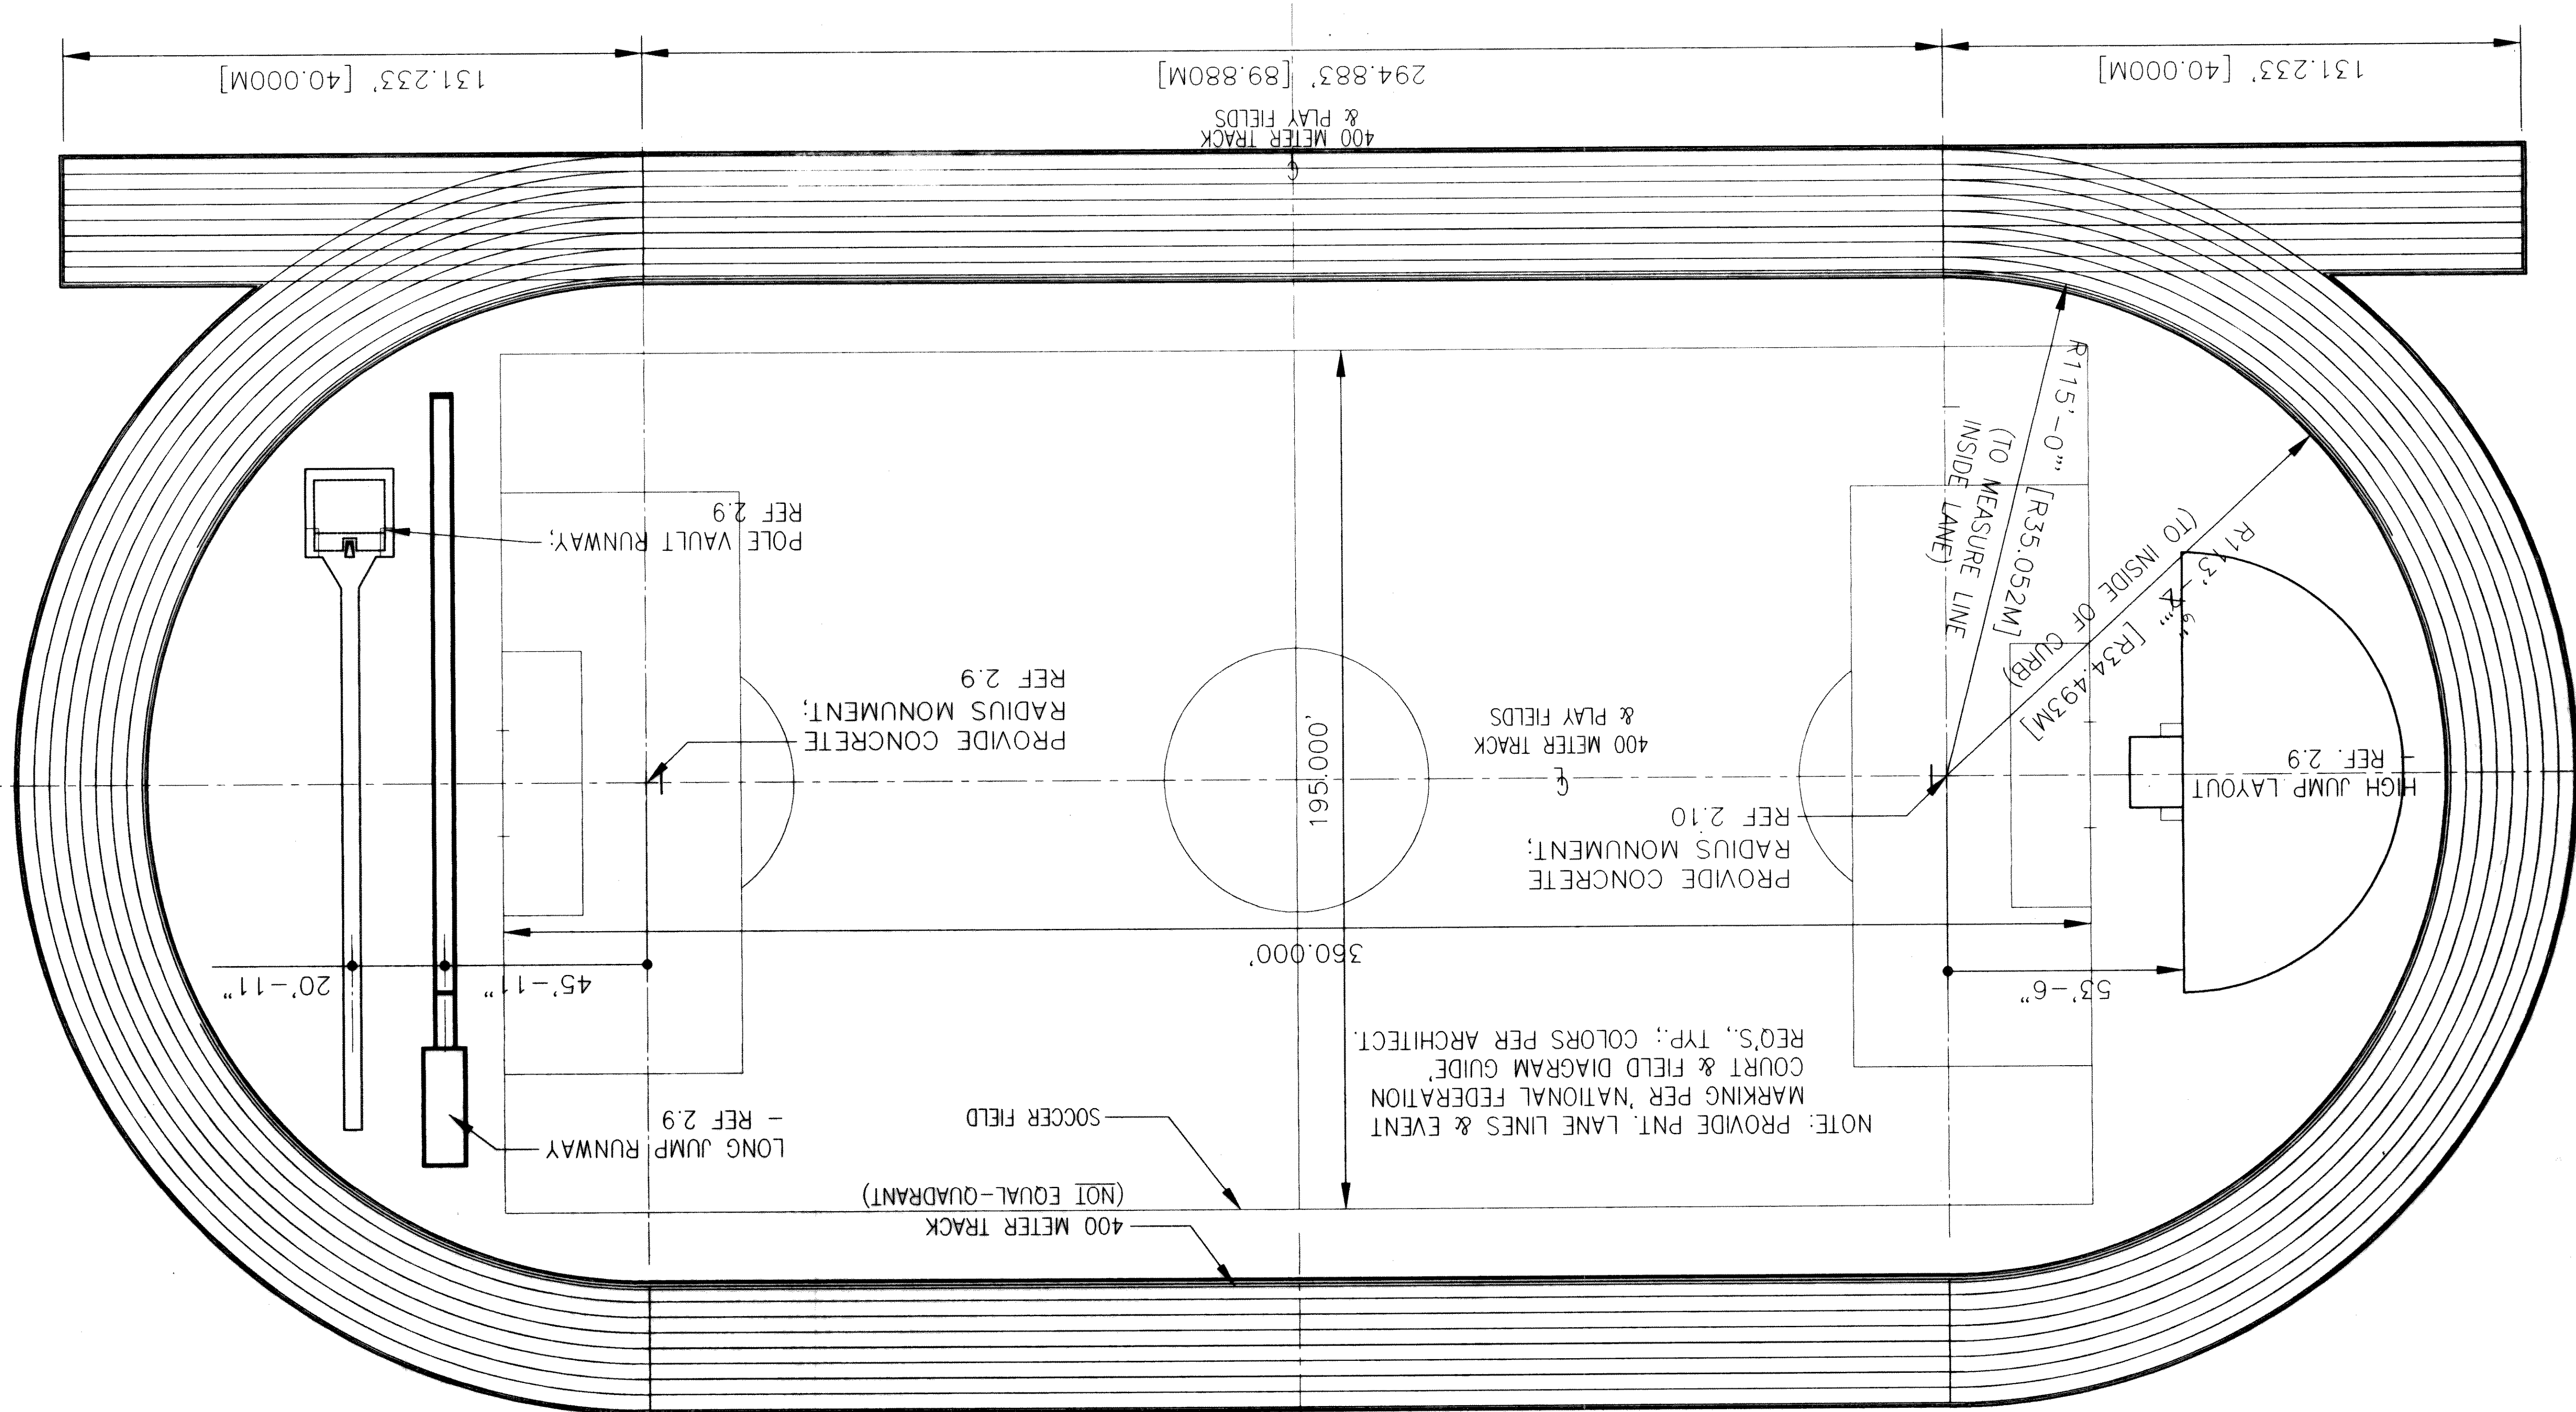 400 METER TRACK
(NOT EQUAL-QUADRANT)
SOCCER FIELD
NOTE: PROVIDE PNT. LANE LINES & EVENT
MARKING PER 'NATIONAL FEDERATION
COURT & FIELD DIAGRAM GUIDE'
REQ'S., TYP.; COLORS PER ARCHITECT.
LONG JUMP RUNWAY
- REF 2.9
53'-6"
360.000'
45'-11"
20'-11"
PROVIDE CONCRETE
RADIUS MONUMENT;
REF 2.10
HIGH JUMP LAYOUT
- REF. 2.9
195.000'
400 METER TRACK
& PLAY FIELDS
PROVIDE CONCRETE
RADIUS MONUMENT;
REF 2.9
R113'-2" [R34.493M]
6"
(TO INSIDE OF CURB)
R115'-0" [R35.052M]
(TO MEASURE LINE
INSIDE LANE)
POLE VAULT RUNWAY;
REF 2.9
400 METER TRACK
& PLAY FIELDS
131.233' [40.000M]
294.883' [89.880M]
131.233' [40.000M]